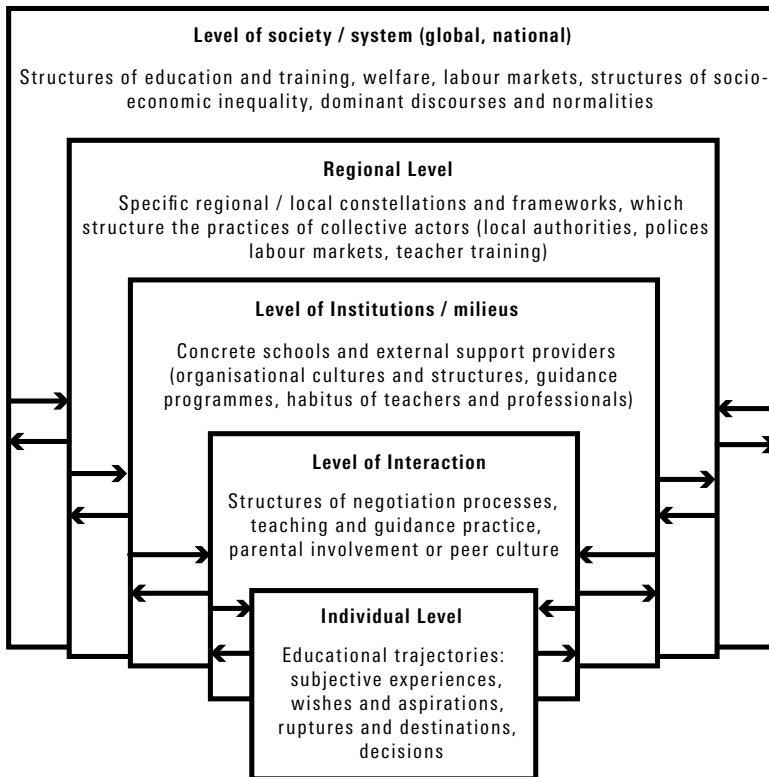 Level of society / system (global, national)
Structures of education and training, welfare, labour markets, structures of socio-
economic inequality, dominant discourses and normalities
Regional Level
Specific regional / local constellations and frameworks, which
structure the practices of collective actors (local authorities, polices
labour markets, teacher training)
Level of Institutions / milieus
Concrete schools and external support providers
(organisational cultures and structures, guidance
programmes, habitus of teachers and professionals)
Level of Interaction
Structures of negotiation processes,
teaching and guidance practice,
parental involvement or peer culture
Individual Level
Educational trajectories:
subjective experiences,
wishes and aspirations,
ruptures and destinations,
decisions